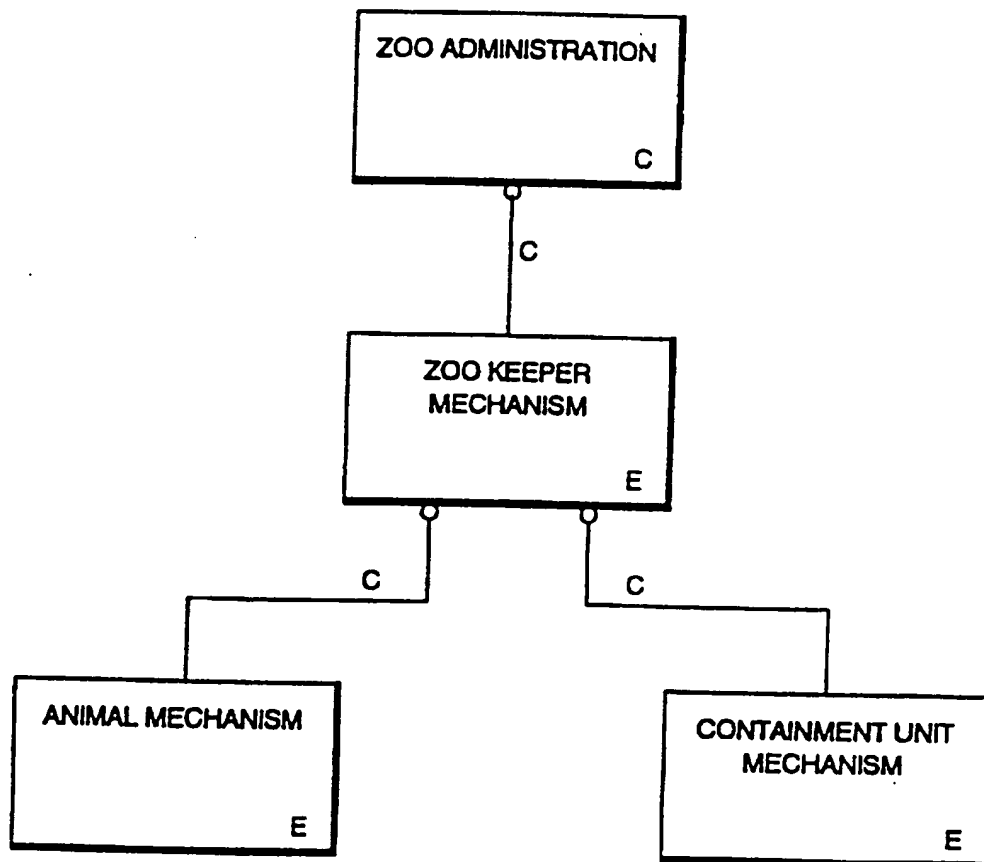 ZOO ADMINISTRATION
C
C
ZOO KEEPER
MECHANISM
E
C
C
ANIMAL MECHANISM
E
CONTAINMENT UNIT
MECHANISM
E